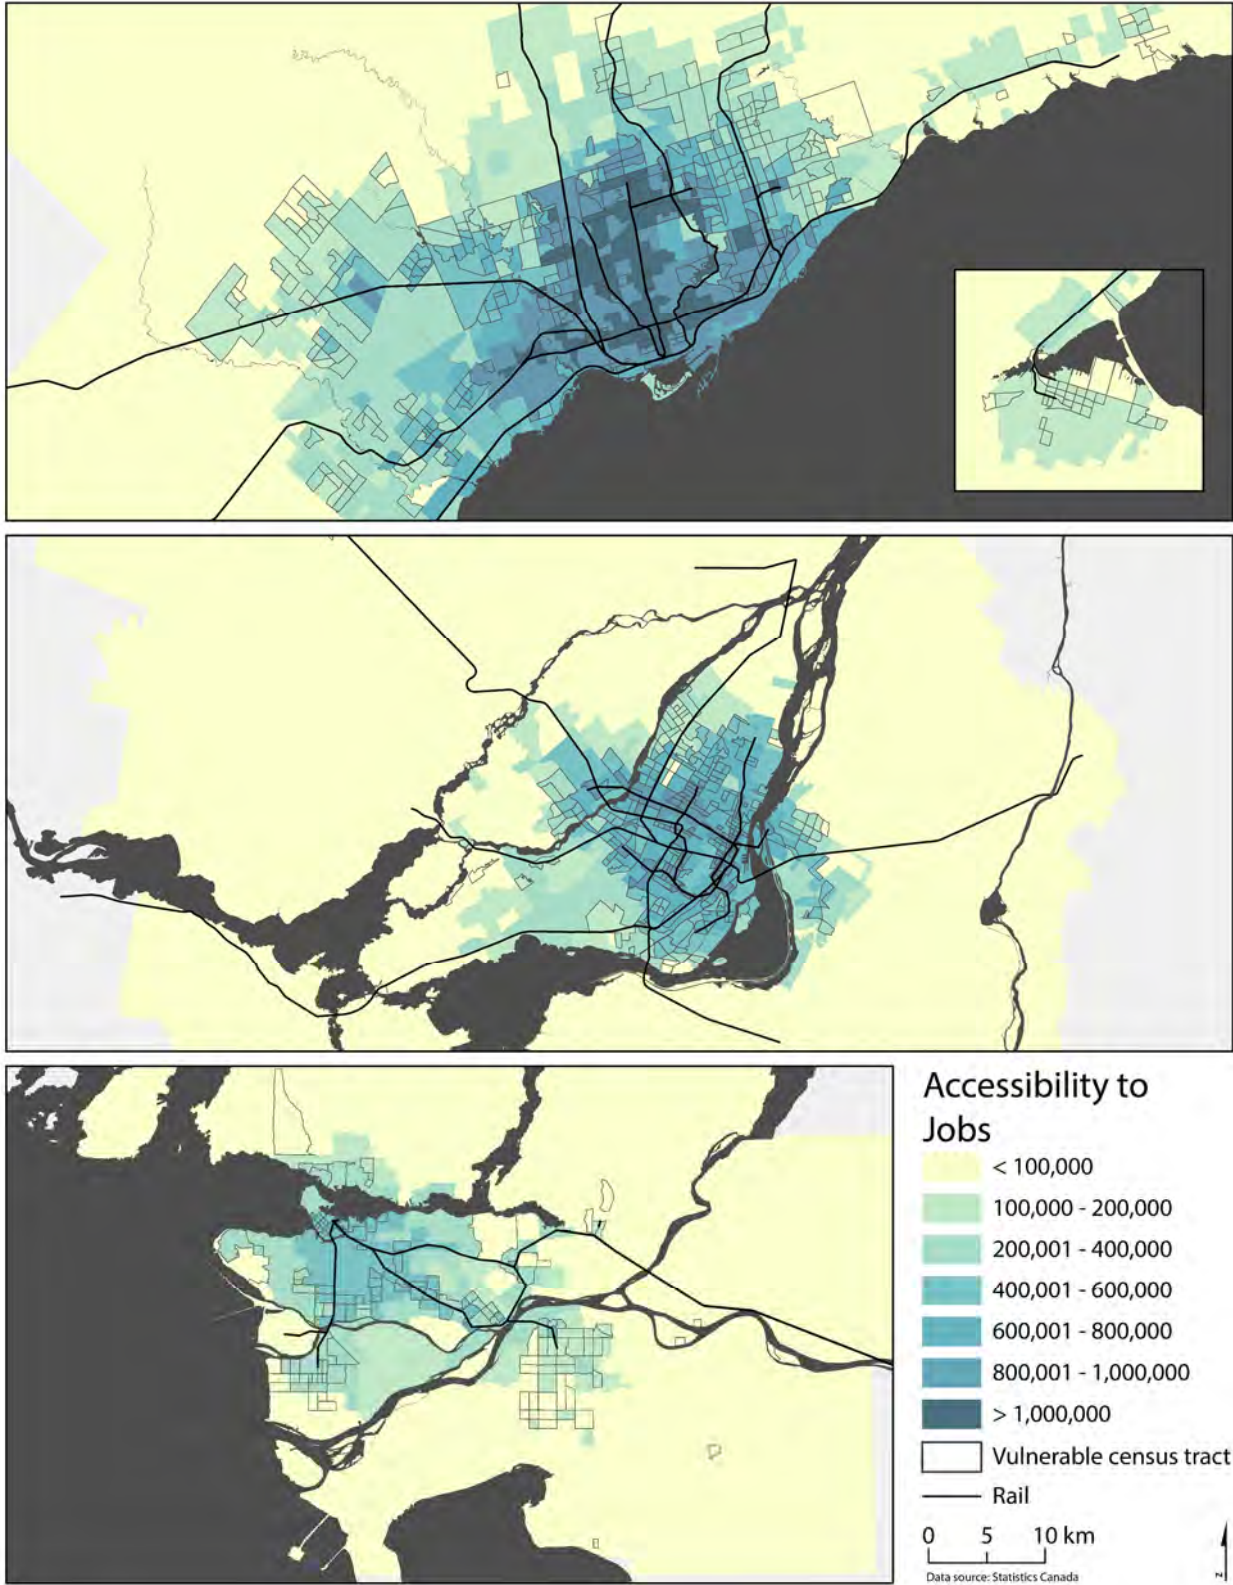 Accessibility to
Jobs
< 100,000
100,000 - 200,000
200,001 - 400,000
400,001 - 600,000
600,001 - 800,000
800,001 - 1,000,000
> 1,000,000
Vulnerable census tract
Rail
0 5 10 km
Data source: Statistics Canada
N